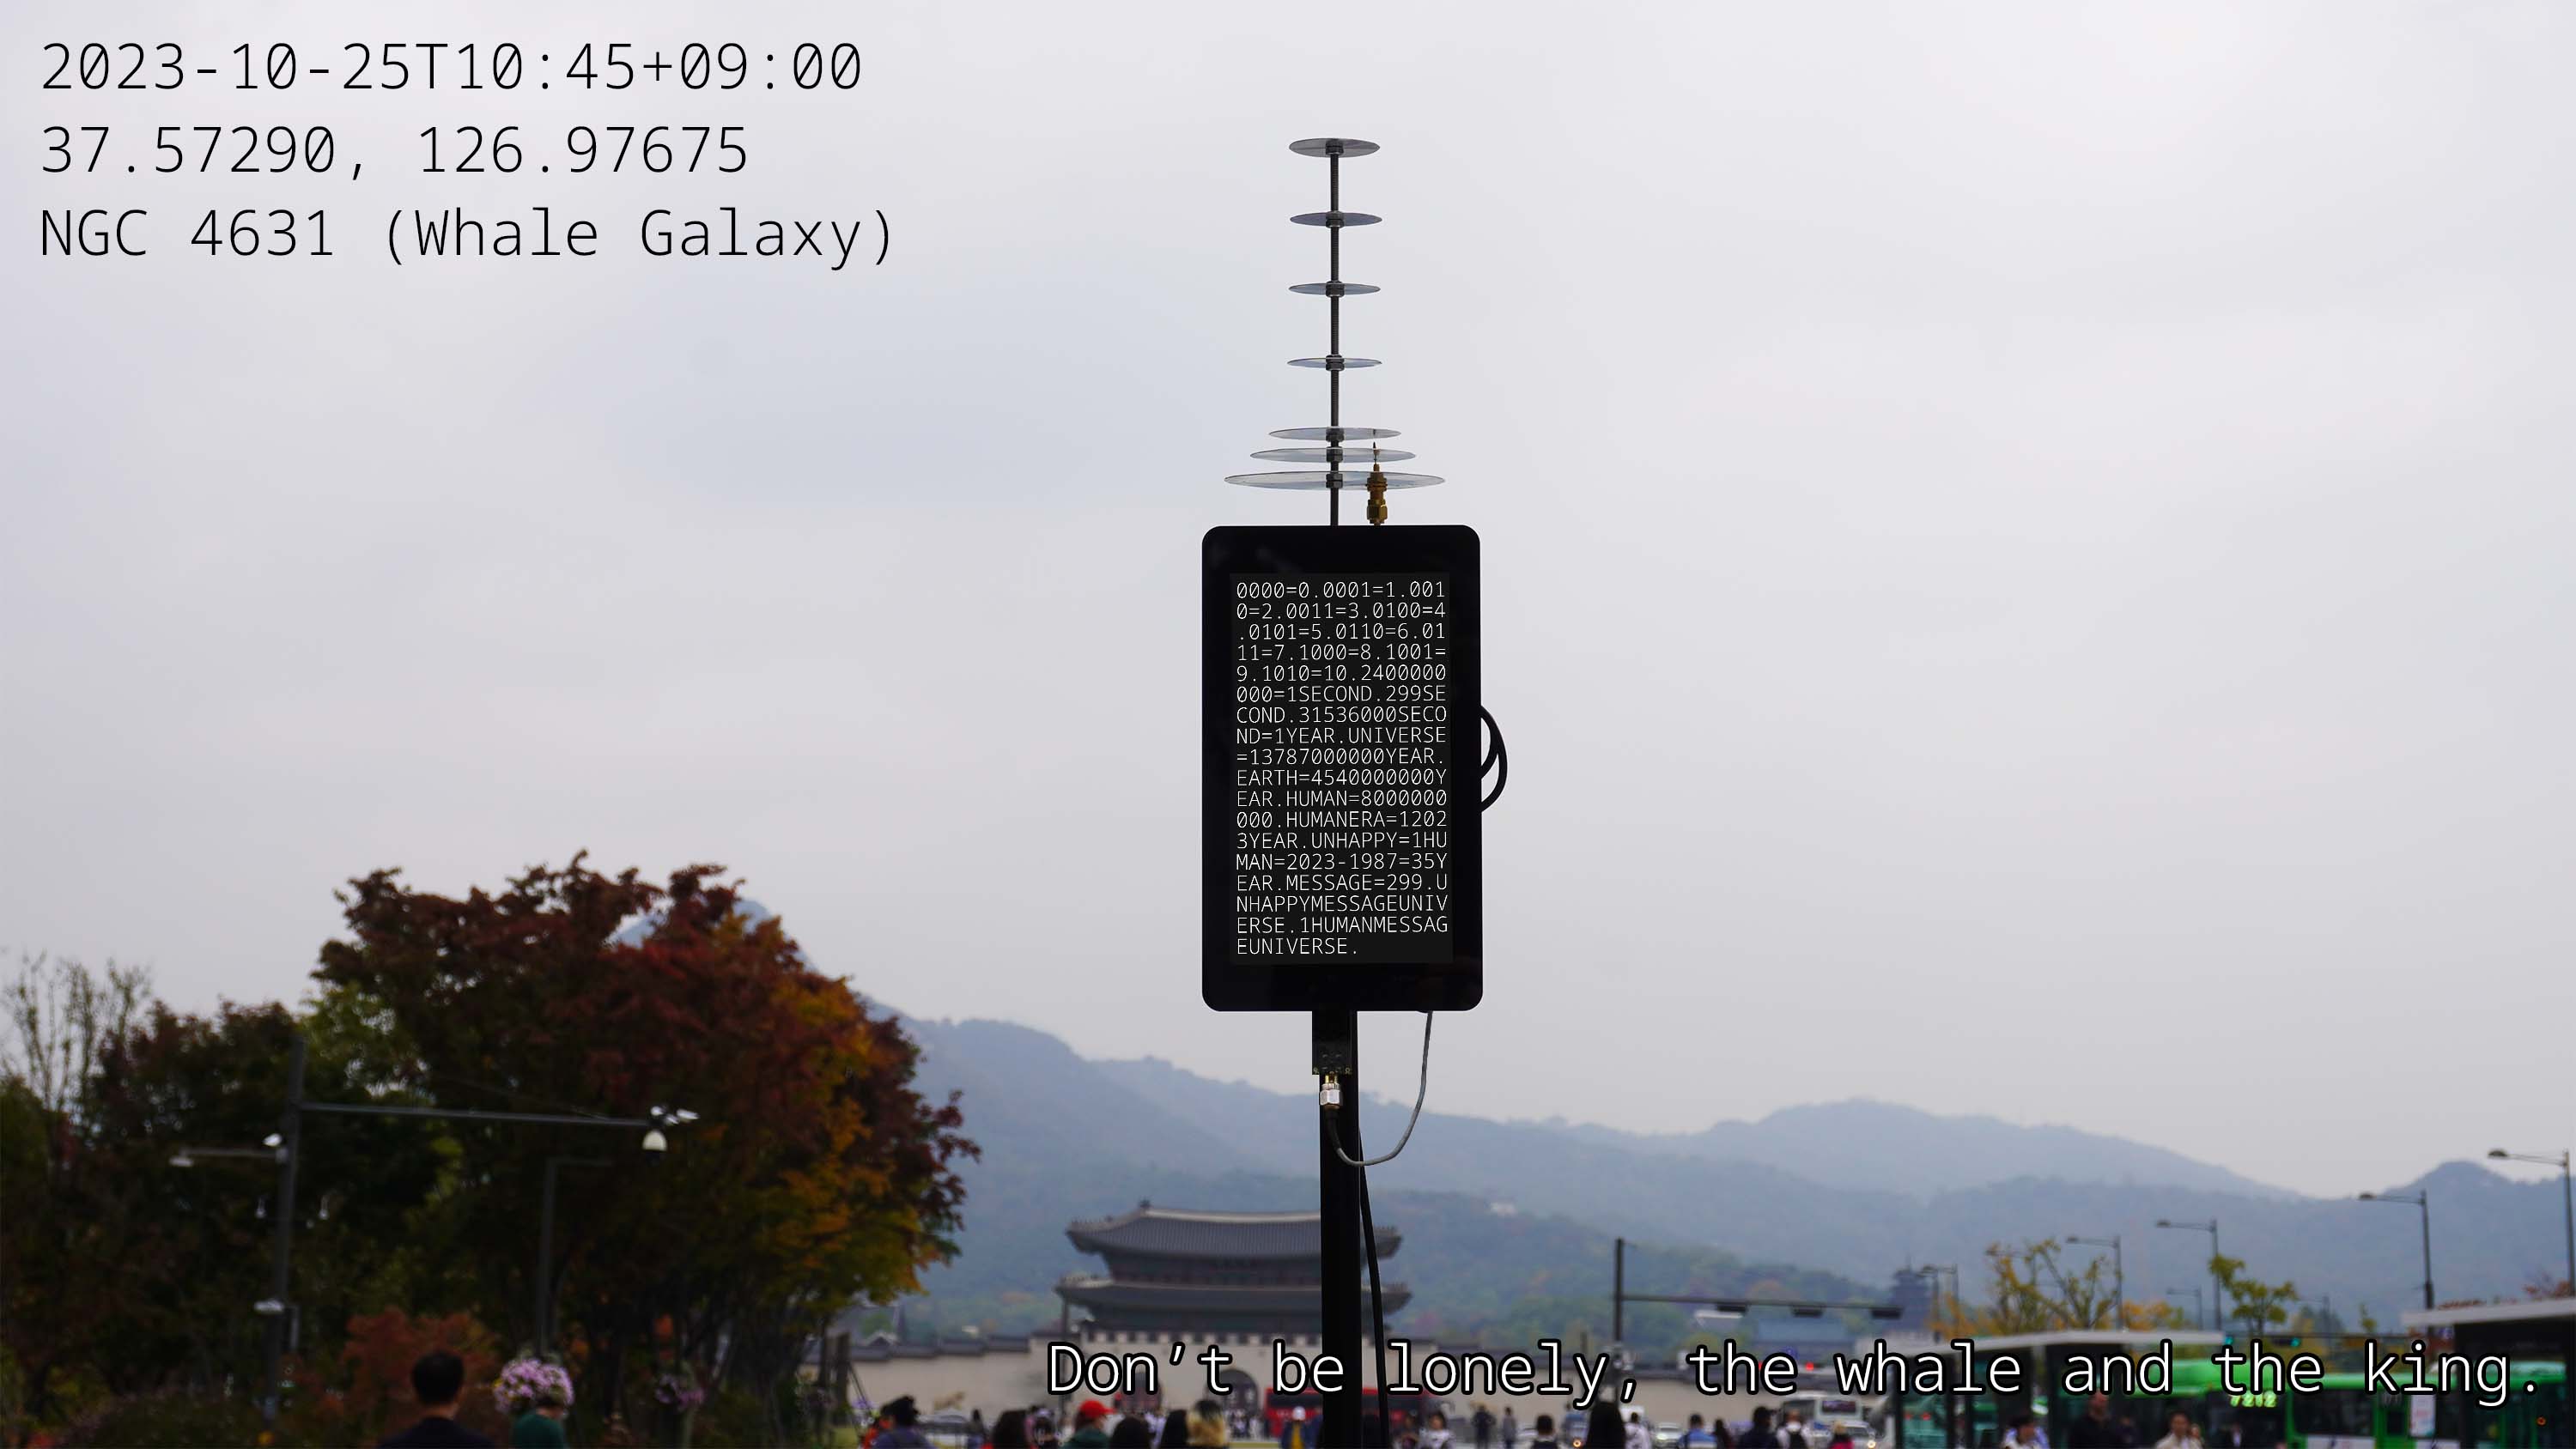 2023-10-25T10:45+09:00
37.57290, 126.97675
NGC 4631 (Whale Galaxy)
0000=0.0001=1.001
0=2.0011=3.0100=4
.0101=5.0110=6.01
11=7.1000=8.1001=
9.1010=10.2400000
000=1SECOND.299SE
COND.31536000SECO
ND=1YEAR.UNIVERSE
=13787000000YEAR.
EARTH=4540000000Y
EAR.HUMAN=8000000
000.HUMANERA=1202
3YEAR.UNHAPPY=1HU
MAN=2023-1987=35Y
EAR.MESSAGE=299.U
NHAPPYMESSAGEUNIV
ERSE.1HUMANMESSAG
EUNIVERSE.
Don’t be lonely, the whale and the king.
7212